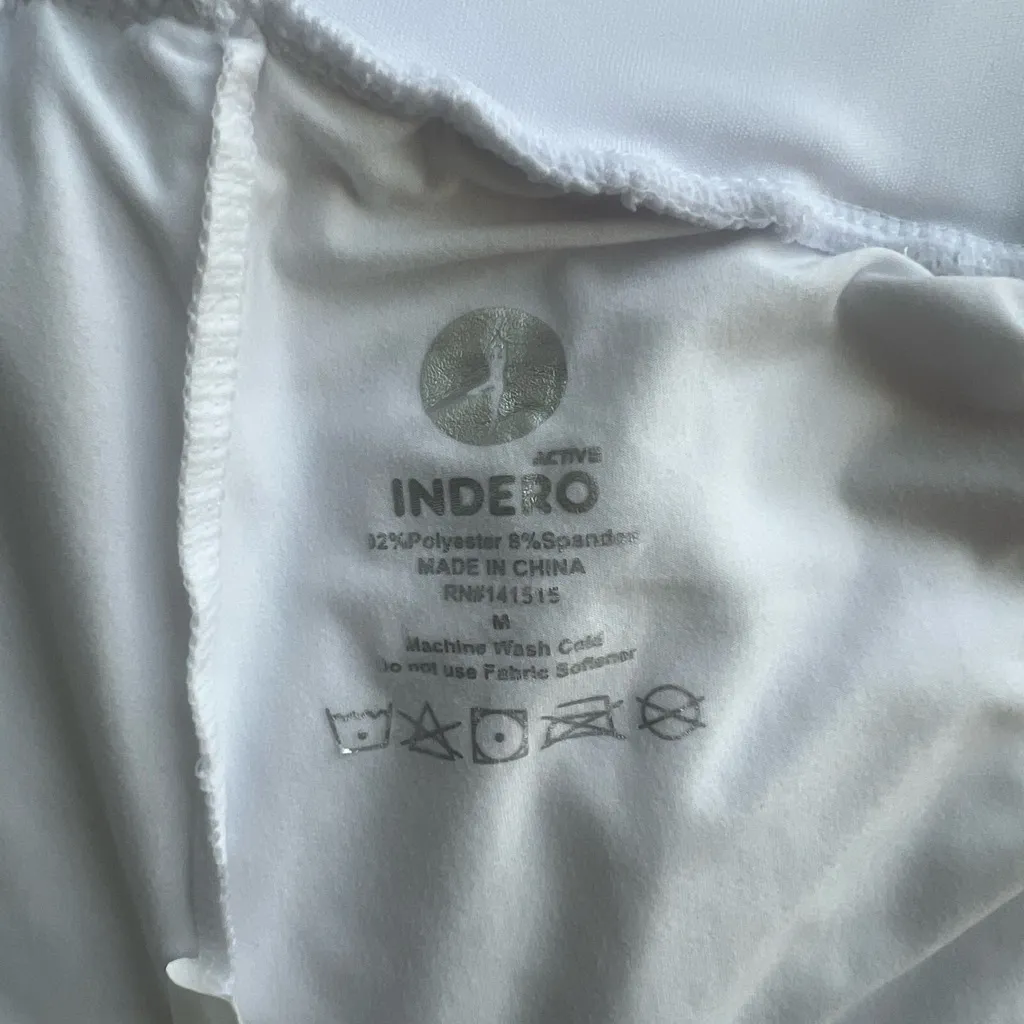 ACTIVE
INDERO
92%Polyester 8%Spandex
MADE IN CHINA
RN#141515
M
Machine Wash Cold
Do not use Fabric Softener